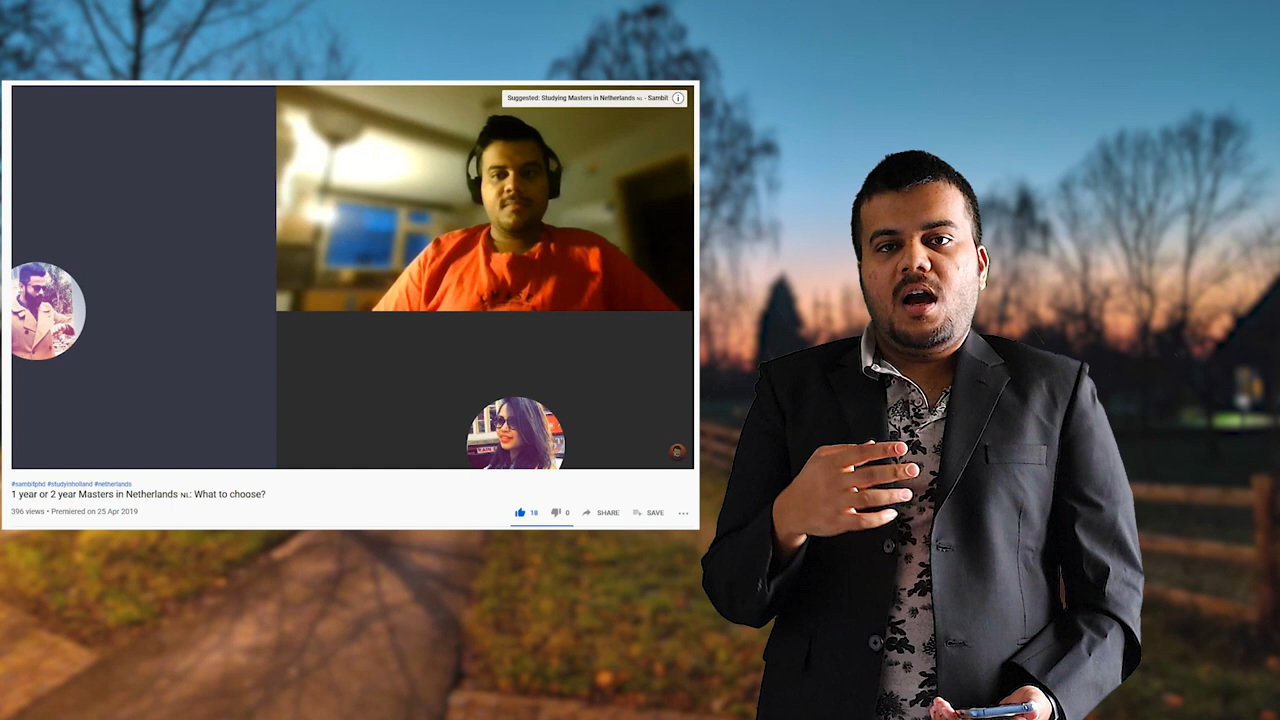 Suggested: Studying Masters in Netherlands NL - Sambit
#sambitphd #studyinholland #netherlands
1 year or 2 year Masters in Netherlands NL: What to choose?
396 views • Premiered on 25 Apr 2019
18
0
SHARE
SAVE